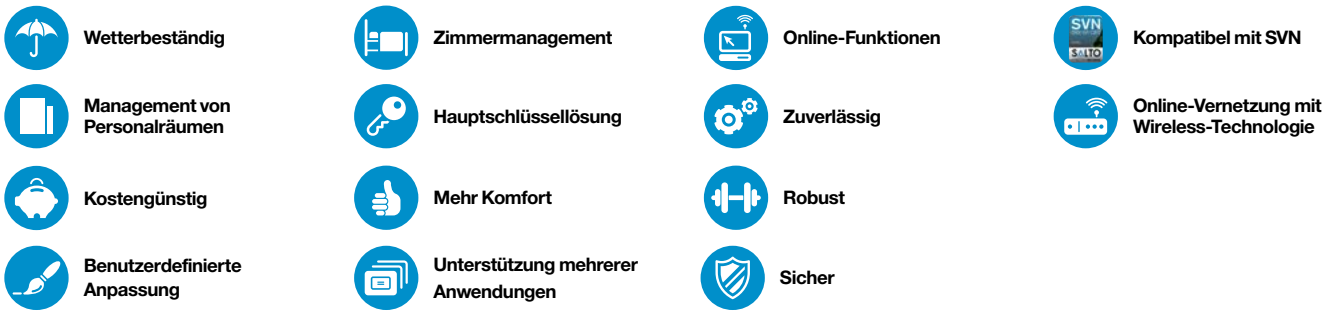 Wetterbeständig
Zimmermanagement
Online-Funktionen
SVN
SALTO
Kompatibel mit SVN
Management von
Personalräumen
Hauptschlüssellösung
Zuverlässig
Online-Vernetzung mit
Wireless-Technologie
Kostengünstig
Mehr Komfort
Robust
Benutzerdefinierte
Anpassung
Unterstützung mehrerer
Anwendungen
Sicher